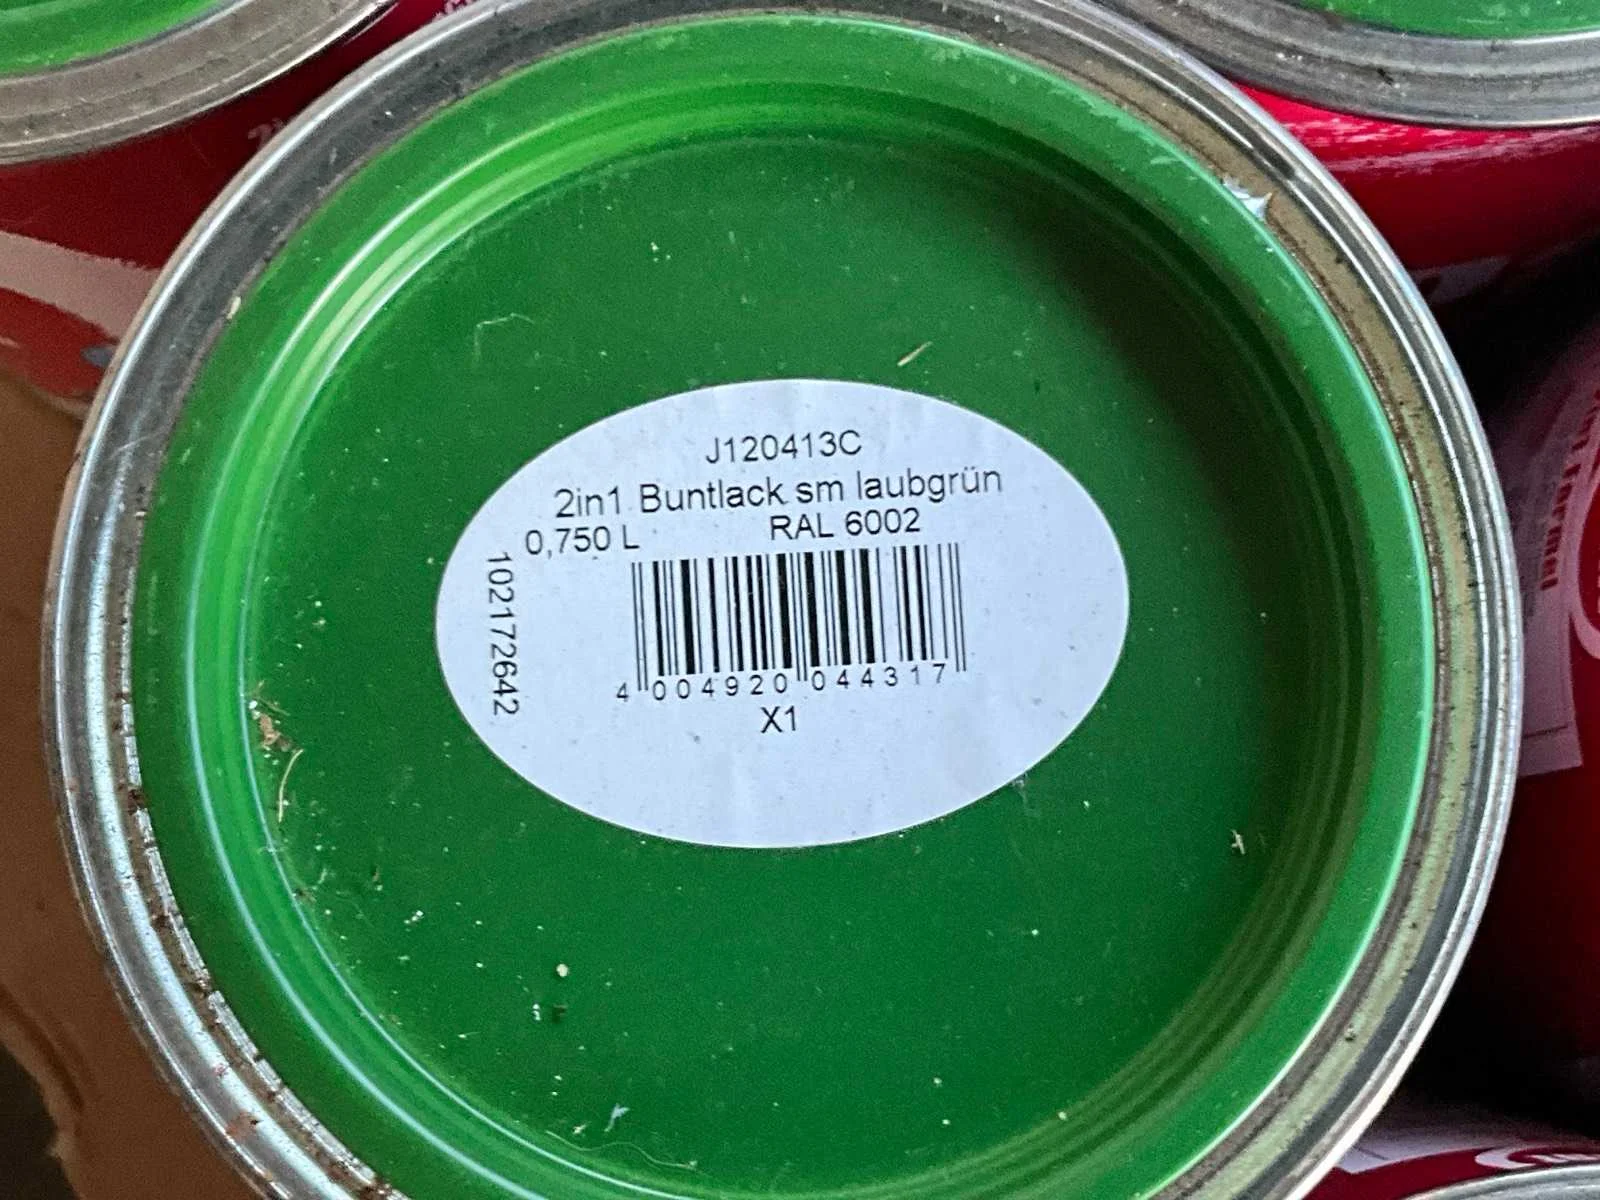 J120413C
2in1 Buntlack sm laubgrün
0,750 L RAL 6002
102172642
4 004920 044317
X1